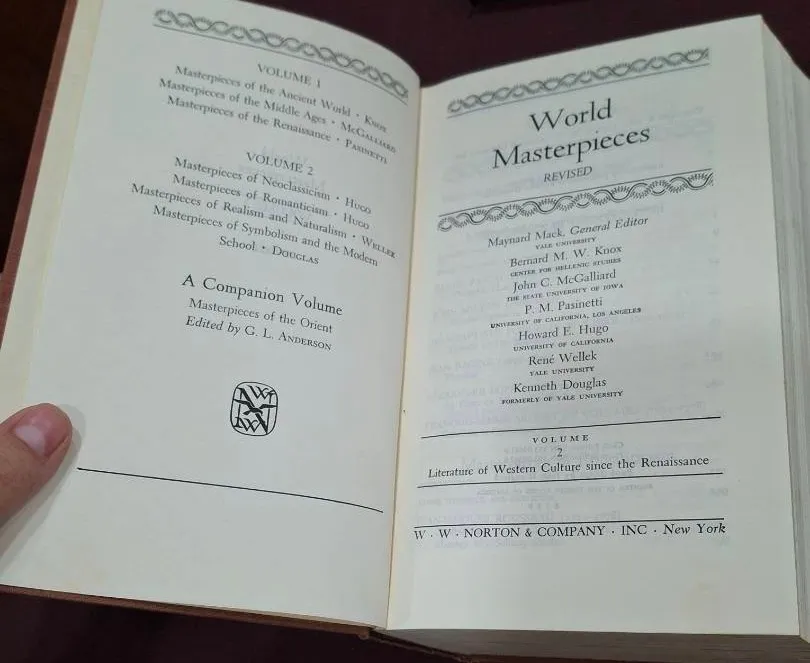 VOLUME 1
Masterpieces of the Ancient World · KNOX
Masterpieces of the Middle Ages · MCGALLIARD
Masterpieces of the Renaissance · PASINETTI
VOLUME 2
Masterpieces of Neoclassicism · HUGO
Masterpieces of Romanticism · HUGO
Masterpieces of Realism and Naturalism · WELLEK
Masterpieces of Symbolism and the Modern
School · DOUGLAS
A Companion Volume
Masterpieces of the Orient
Edited by G. L. ANDERSON
World
Masterpieces
REVISED
Maynard Mack, General Editor
YALE UNIVERSITY
Bernard M. W. Knox
CENTER FOR HELLENIC STUDIES
John C. McGalliard
THE STATE UNIVERSITY OF IOWA
P. M. Pasinetti
UNIVERSITY OF CALIFORNIA, LOS ANGELES
Howard E. Hugo
UNIVERSITY OF CALIFORNIA
René Wellek
YALE UNIVERSITY
Kenneth Douglas
FORMERLY OF YALE UNIVERSITY
VOLUME
2
Literature of Western Culture since the Renaissance
W · W · NORTON & COMPANY · INC · New York